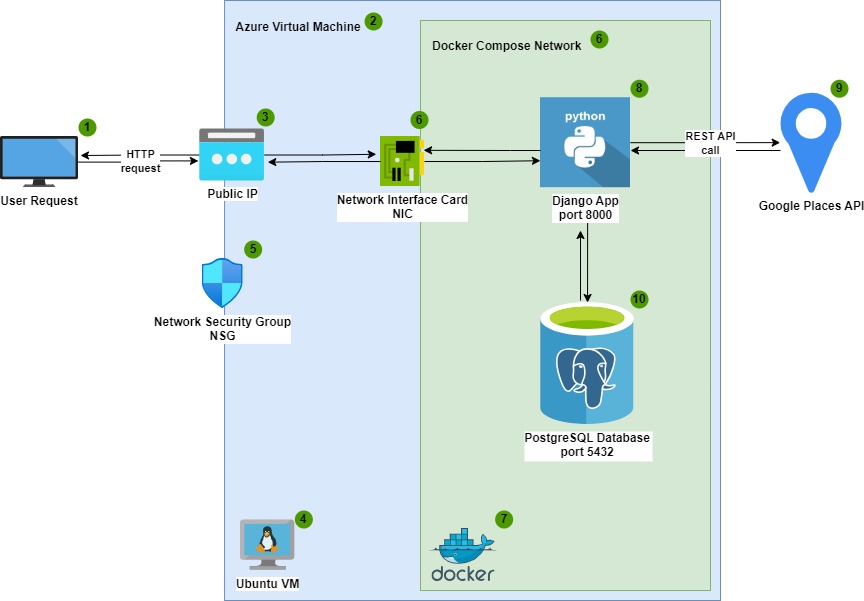 Azure Virtual Machine
2
Docker Compose Network
6
1
HTTP
request
User Request
3
Public IP
6
Network Interface Card
NIC
8
python
Django App
port 8000
REST API
call
9
Google Places API
5
Network Security Group
NSG
10
PostgreSQL Database
port 5432
4
Ubuntu VM
7
docker